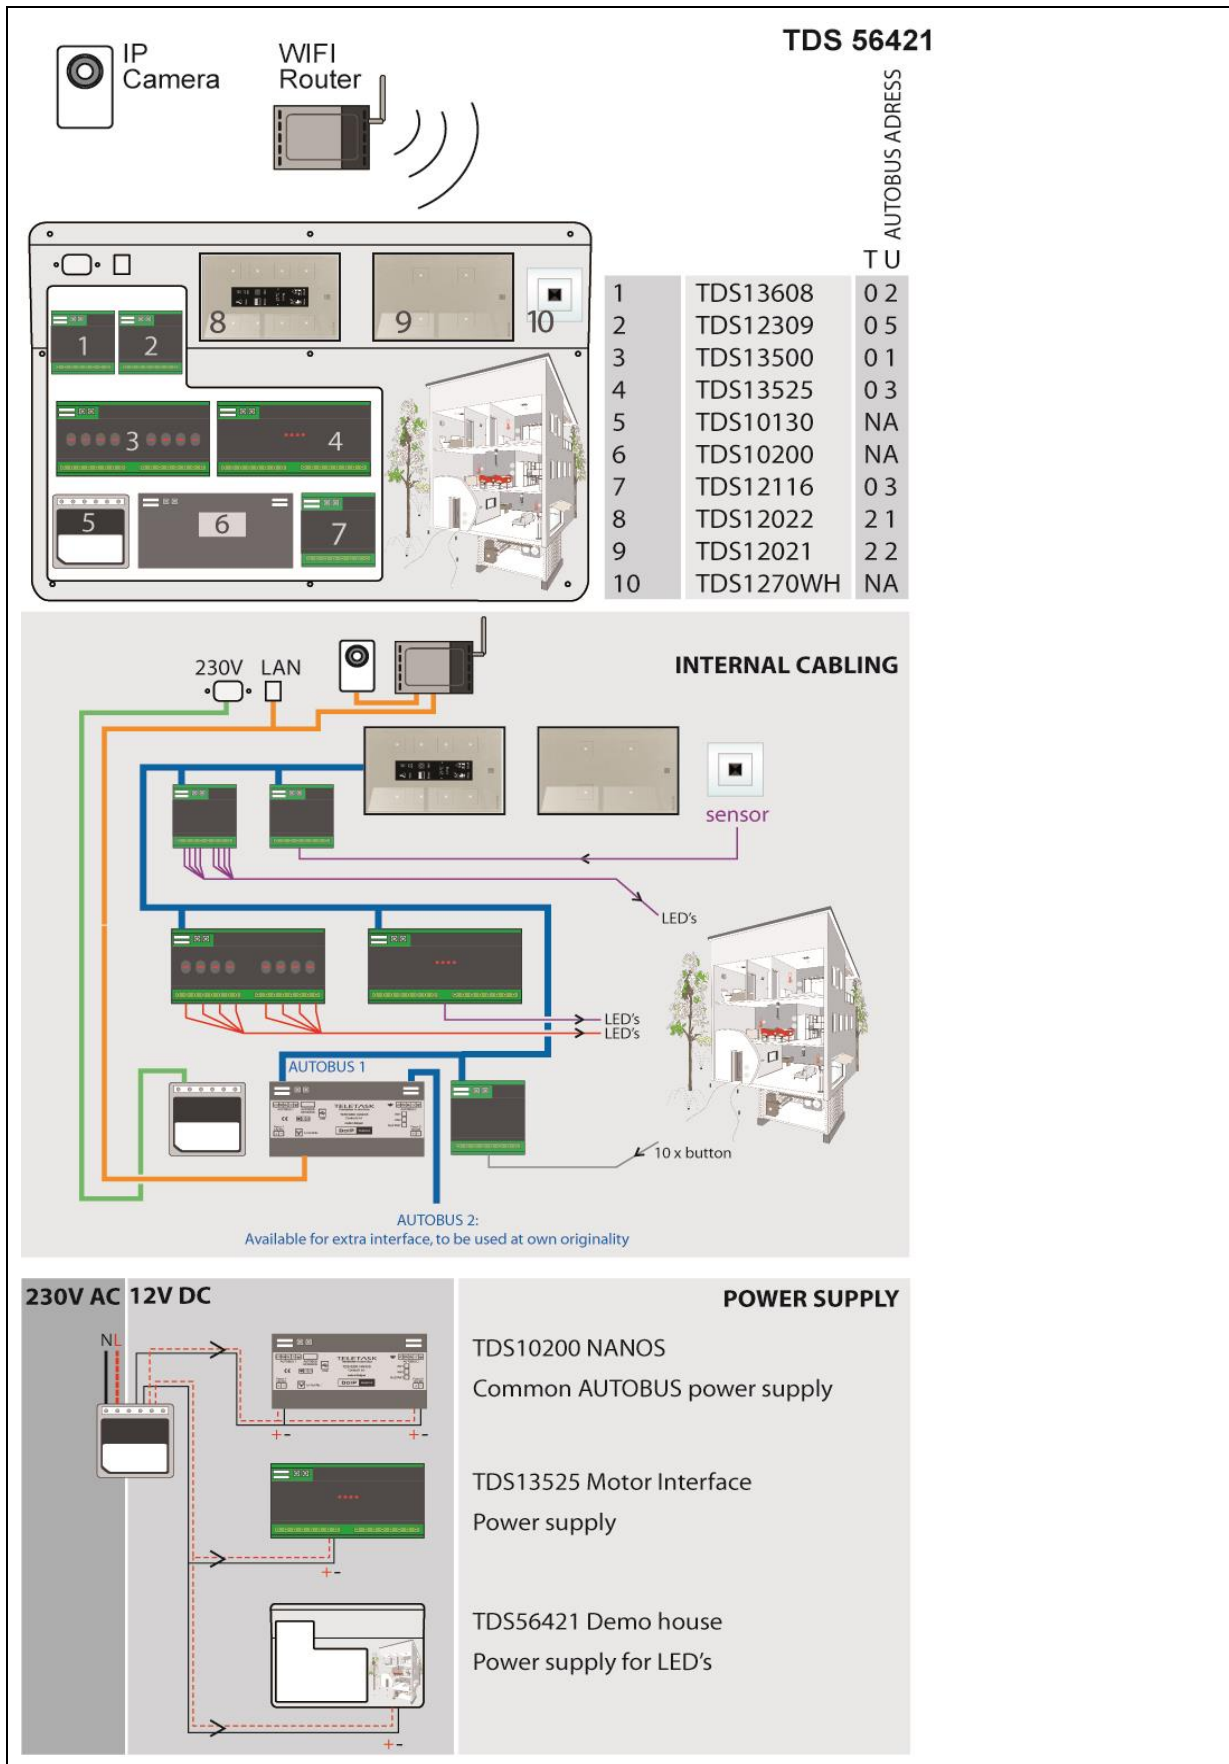 TDS 56421
IP
Camera
WIFI
Router
AUTOBUS ADRESS
T U
1 TDS13608 0 2
2 TDS12309 0 5
3 TDS13500 0 1
4 TDS13525 0 3
5 TDS10130 NA
6 TDS10200 NA
7 TDS12116 0 3
8 TDS12022 2 1
9 TDS12021 2 2
10 TDS1270WH NA
8
9
10
1
2
3
4
5
6
7
INTERNAL CABLING
230V LAN
sensor
LED's
LED's
LED's
AUTOBUS 1
TELETASK
10 x button
AUTOBUS 2:
Available for extra interface, to be used at own originality
230V AC 12V DC
POWER SUPPLY
NL
TELETASK
TDS10200 NANOS
Common AUTOBUS power supply
+-
+-
TDS13525 Motor Interface
Power supply
+-
TDS56421 Demo house
Power supply for LED's
+-